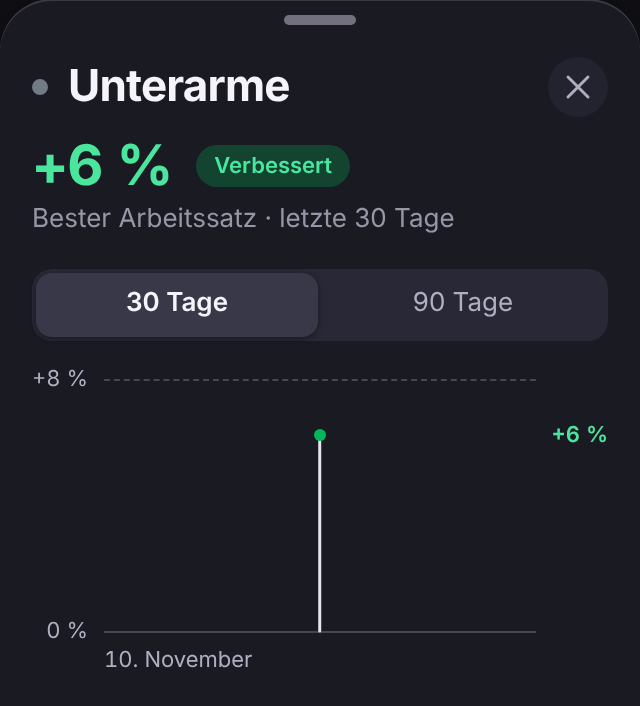 Unterarme
+6 % Verbessert
Bester Arbeitssatz · letzte 30 Tage
30 Tage 90 Tage
+8 %
+6 %
0 %
10. November